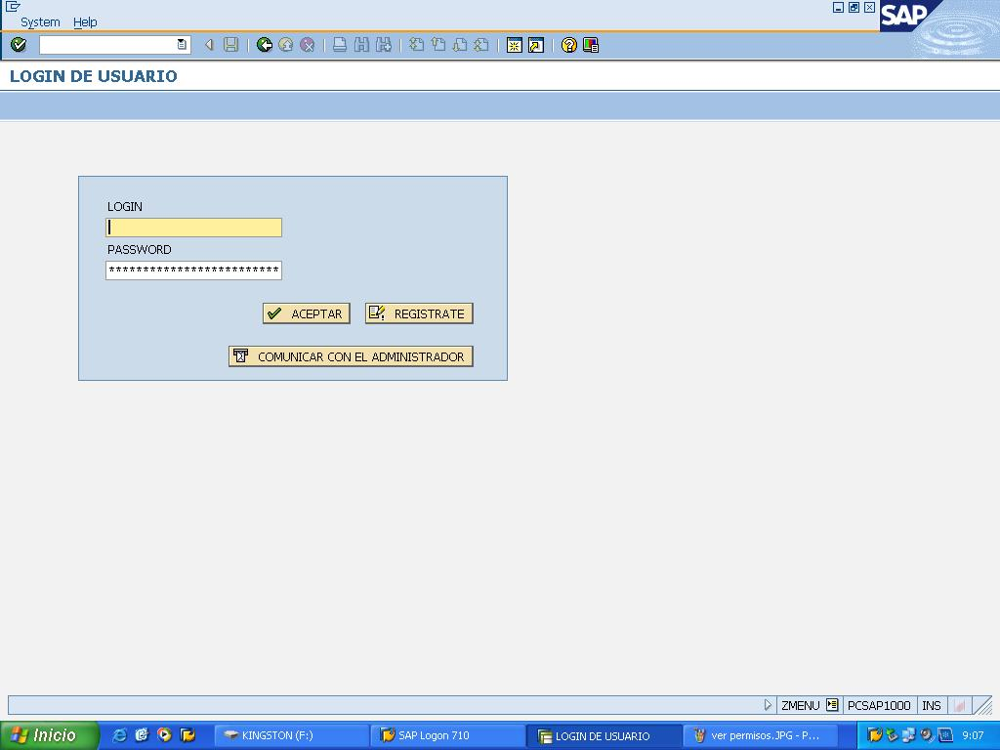 System Help
SAP
LOGIN DE USUARIO
LOGIN
PASSWORD
*************************
ACEPTAR
REGISTRATE
COMUNICAR CON EL ADMINISTRADOR
ZMENU
PCSAP1000
INS
Inicio
KINGSTON (F:)
SAP Logon 710
LOGIN DE USUARIO
ver permisos.JPG - P...
9:07